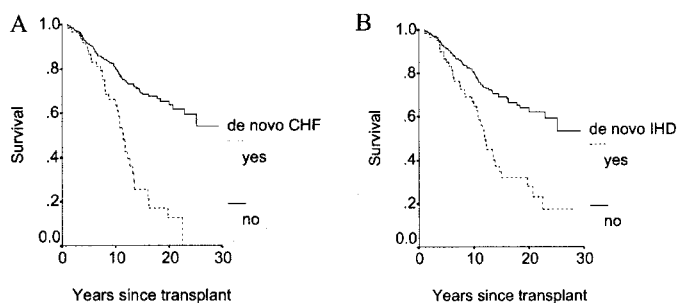 A
1.0
.8
.6
.4
.2
0.0
Survival
0
10
20
30
Years since transplant
de novo CHF
yes
no
B
1.0
.8
.6
.4
.2
0.0
Survival
0
10
20
30
Years since transplant
de novo IHD
yes
no